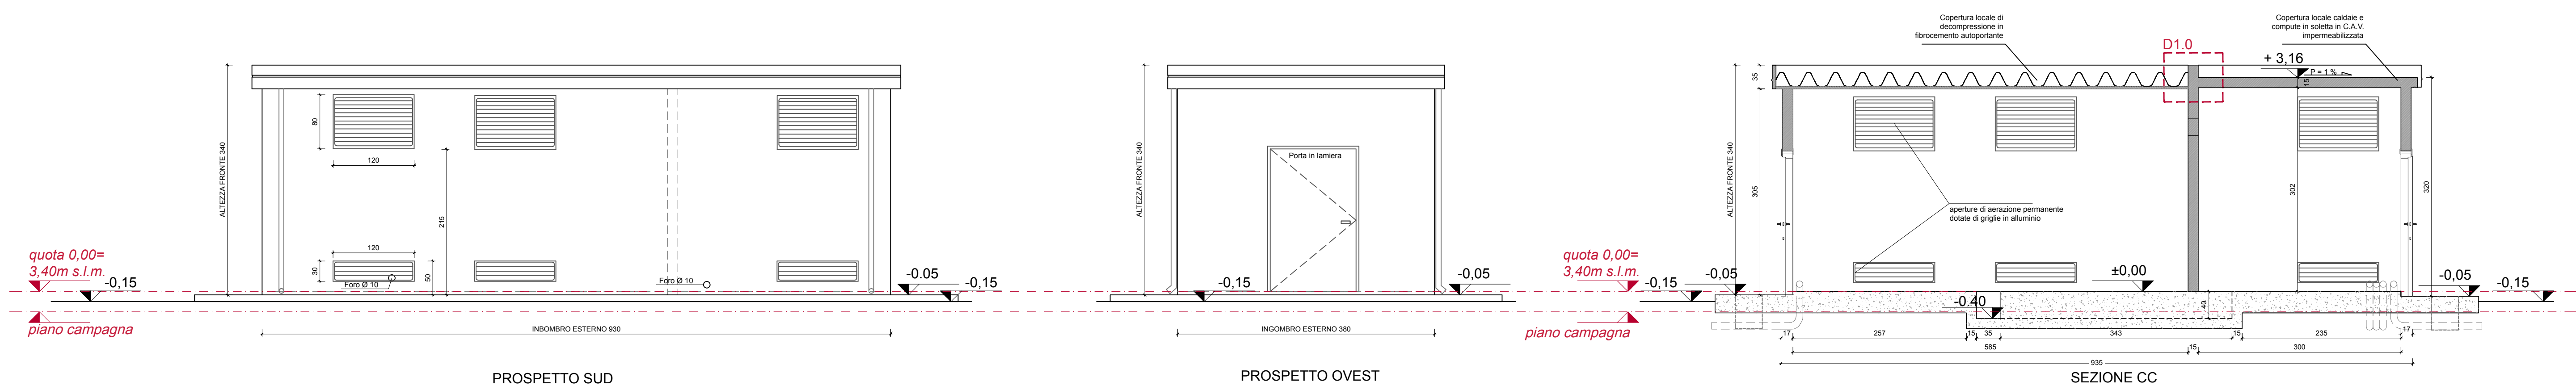 ALTEZZA FRONTE 340
80
120
215
120
30
50
Foro Ø 10
Foro Ø 10
quota 0,00=
3,40m s.l.m.
-0,15
piano campagna
-0.05
-0,15
INBOMBRO ESTERNO 930
PROSPETTO SUD
ALTEZZA FRONTE 340
Porta in lamiera
-0,15
-0,05
INGOMBRO ESTERNO 380
PROSPETTO OVEST
quota 0,00=
3,40m s.l.m.
-0,15
-0,05
piano campagna
Copertura locale di
decompressione in
fibrocemento autoportante
D1.0
Copertura locale caldaie e
compute in soletta in C.A.V.
impermeabilizzata
+ 3,16
P = 1 %
15
35
ALTEZZA FRONTE 340
305
302
320
aperture di aerazione permanente
dotate di griglie in alluminio
±0,00
-0.40
40
-0,05
-0,15
17
257
15
35
343
15
235
17
585
15
300
935
SEZIONE CC